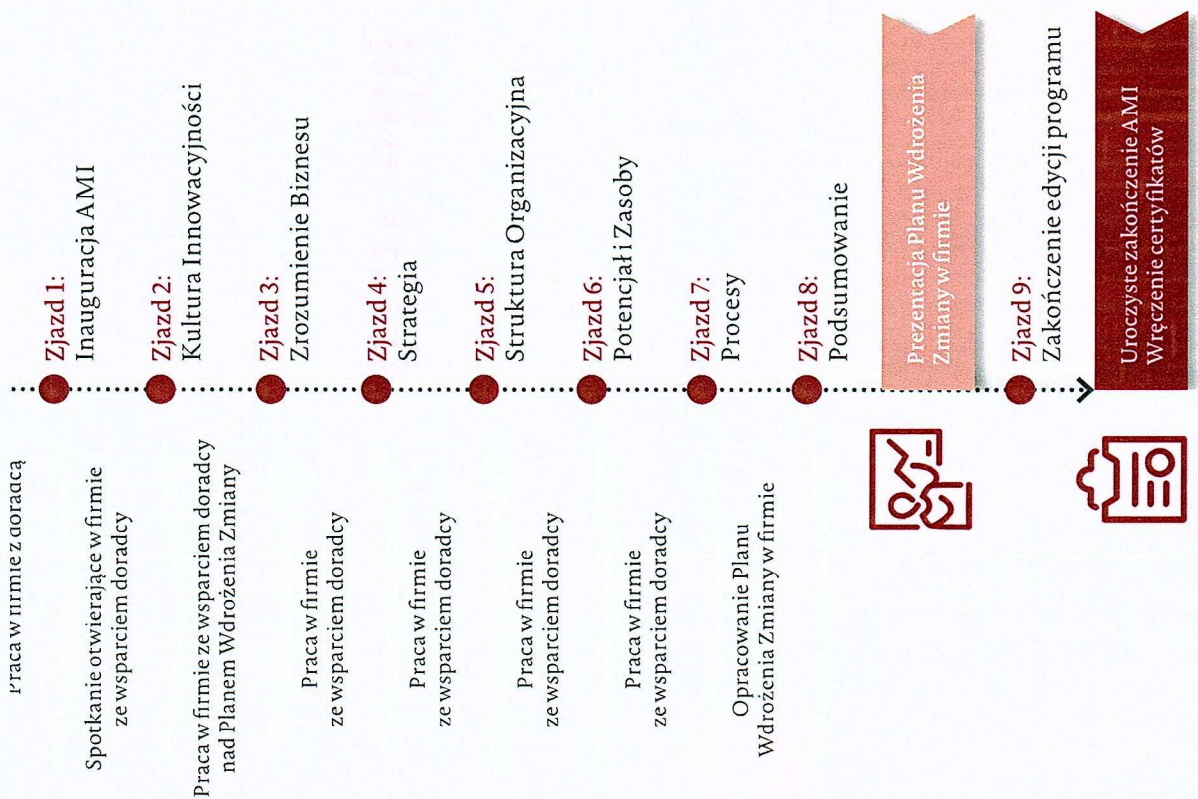 Praca w firmie z doradcą
Zjazd 1:
Inauguracja AMI
Spotkanie otwierające w firmie
ze wsparciem doradcy
Zjazd 2:
Kultura Innowacyjności
Praca w firmie ze wsparciem doradcy
nad Planem Wdrożenia Zmiany
Zjazd 3:
Zrozumienie Biznesu
Praca w firmie
ze wsparciem doradcy
Zjazd 4:
Strategia
Praca w firmie
ze wsparciem doradcy
Zjazd 5:
Struktura Organizacyjna
Praca w firmie
ze wsparciem doradcy
Zjazd 6:
Potencjał i Zasoby
Praca w firmie
ze wsparciem doradcy
Zjazd 7:
Procesy
Opracowanie Planu
Wdrożenia Zmiany w firmie
Zjazd 8:
Podsumowanie
Prezentacja Planu Wdrożenia
Zmiany w firmie
Zjazd 9:
Zakończenie edycji programu
Uroczyste zakończenie AMI
Wręczenie certyfikatów